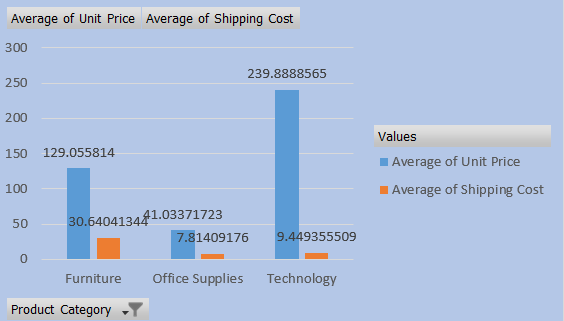 Average of Unit Price Average of Shipping Cost
300
250
200
150
100
50
0
239.8888565
129.055814
30.64041344
41.03371723
7.81409176
9.449355509
Furniture Office Supplies Technology
Values
Average of Unit Price
Average of Shipping Cost
Product Category